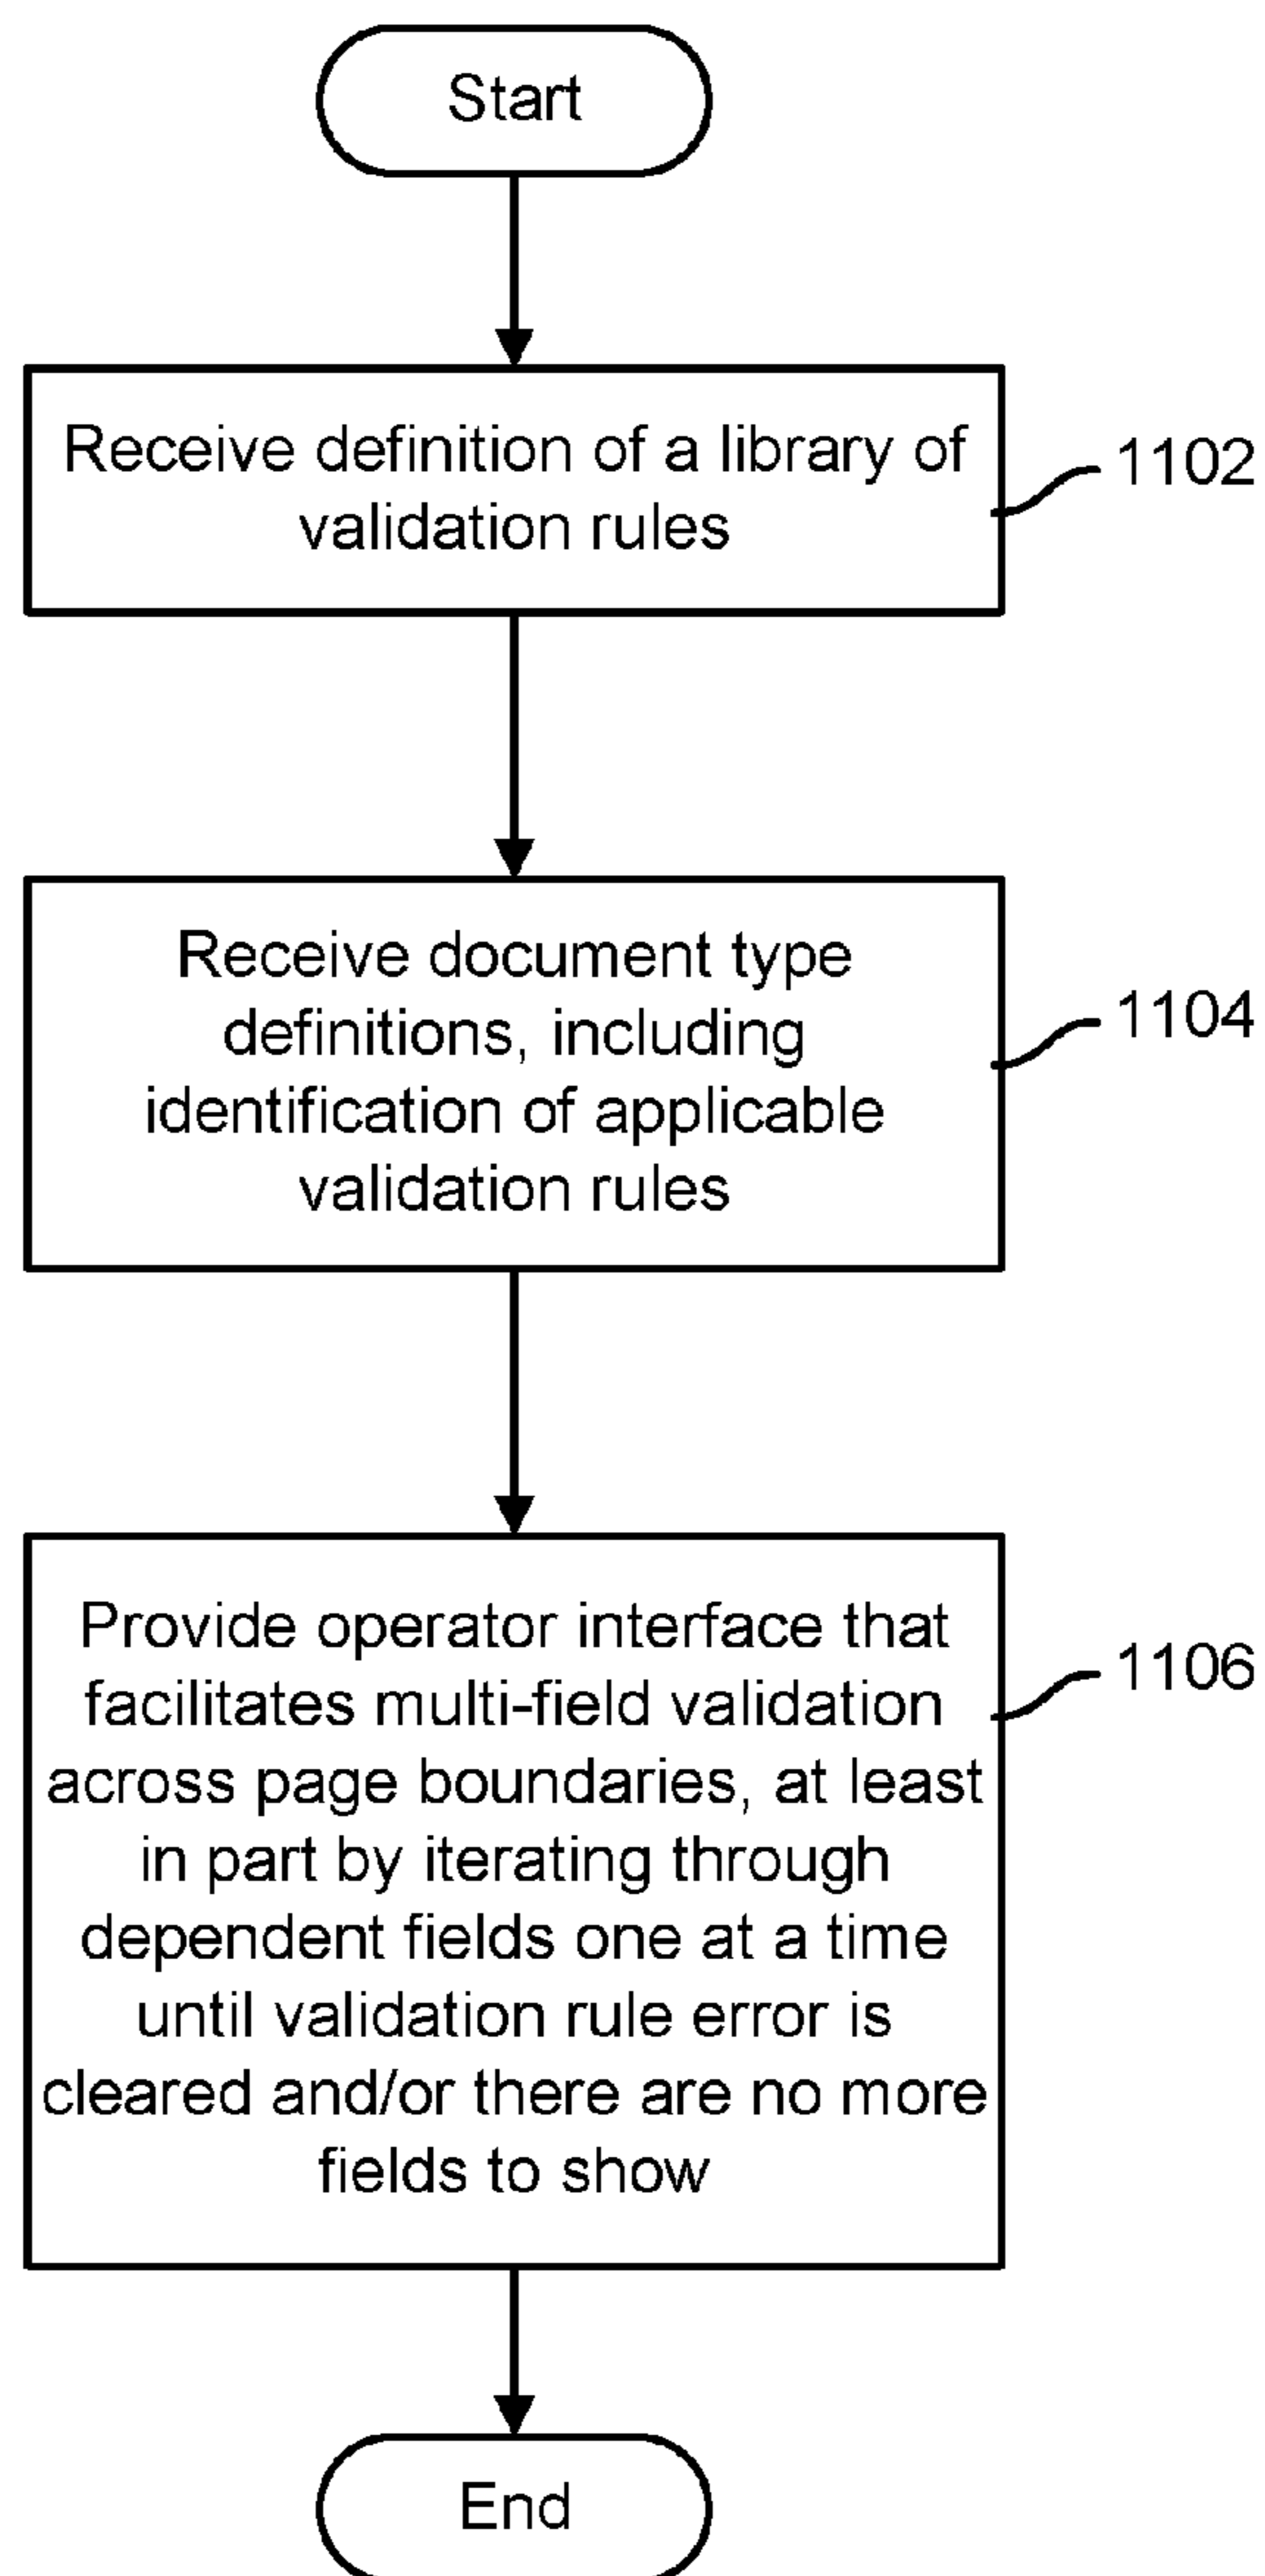 Start
Receive definition of a library of
validation rules
1102
Receive document type
definitions, including
identification of applicable
validation rules
1104
Provide operator interface that
facilitates multi-field validation
across page boundaries, at least
in part by iterating through
dependent fields one at a time
until validation rule error is
cleared and/or there are no more
fields to show
1106
End